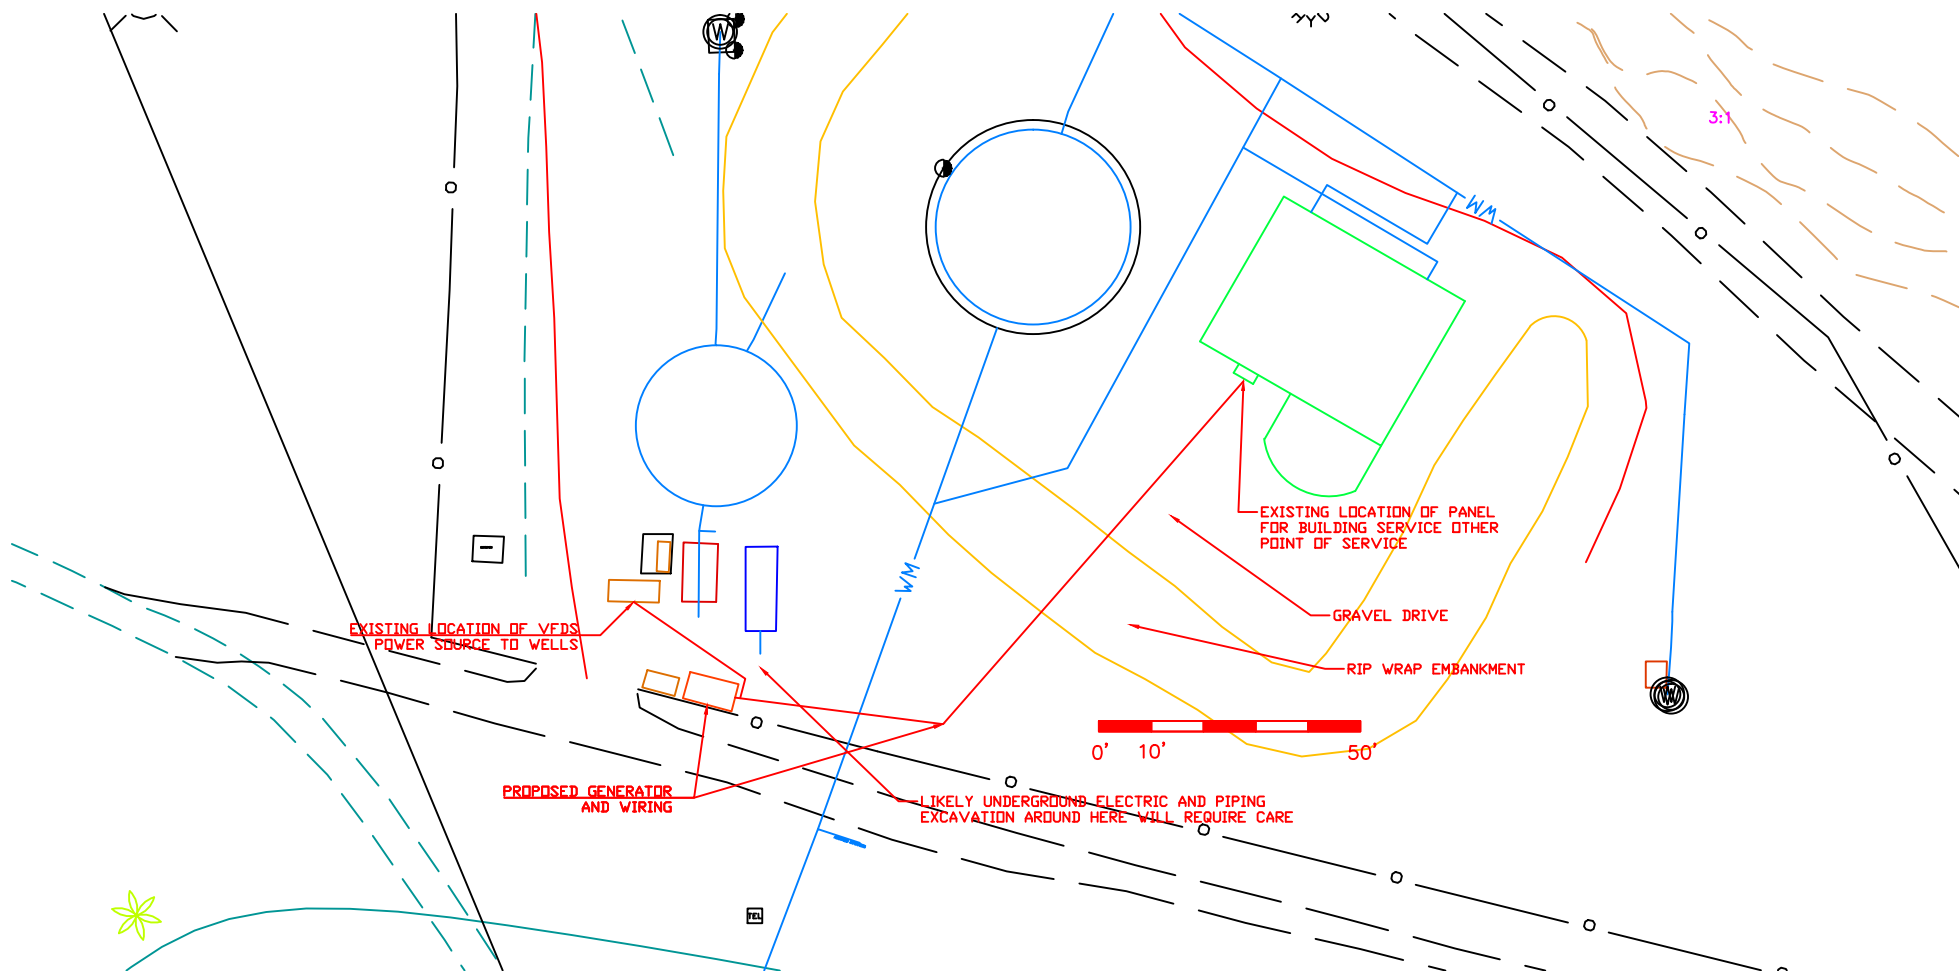 W
3:1
WM
EXISTING LOCATION OF PANEL
FOR BUILDING SERVICE OTHER
POINT OF SERVICE
WM
GRAVEL DRIVE
EXISTING LOCATION OF VFDS
POWER SOURCE TO WELLS
RIP WRAP EMBANKMENT
W
0' 10' 50'
PROPOSED GENERATOR
AND WIRING
LIKELY UNDERGROUND ELECTRIC AND PIPING
EXCAVATION AROUND HERE WILL REQUIRE CARE
TEL